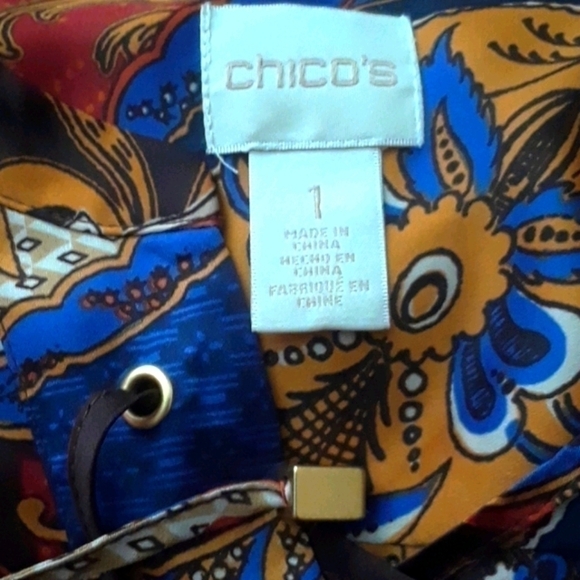 chico's
1
MADE IN
CHINA
HECHO EN
CHINA
FABRIQUÉ EN
CHINE